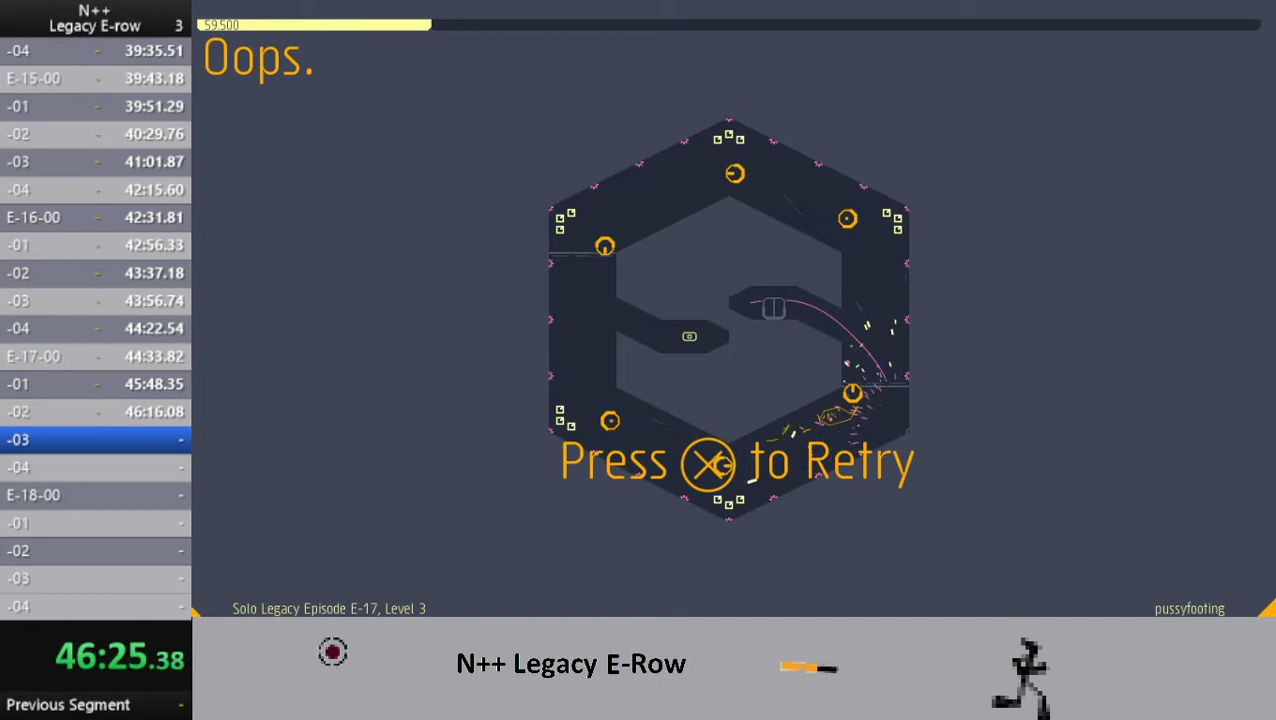 N++
Legacy E-row 3
-04 - 39:35.51
E-15-00 - 39:43.18
-01 - 39:51.29
-02 - 40:29.76
-03 - 41:01.87
-04 - 42:15.60
E-16-00 - 42:31.81
-01 - 42:56.33
-02 - 43:37.18
-03 - 43:56.74
-04 - 44:22.54
E-17-00 - 44:33.82
-01 - 45:48.35
-02 - 46:16.08
-03 -
-04 -
E-18-00 -
-01 -
-02 -
-03 -
-04 -
46:25.38
Previous Segment -
59.500
Oops.
Press X to Retry
Solo Legacy Episode E-17, Level 3
pussyfooting
N++ Legacy E-Row